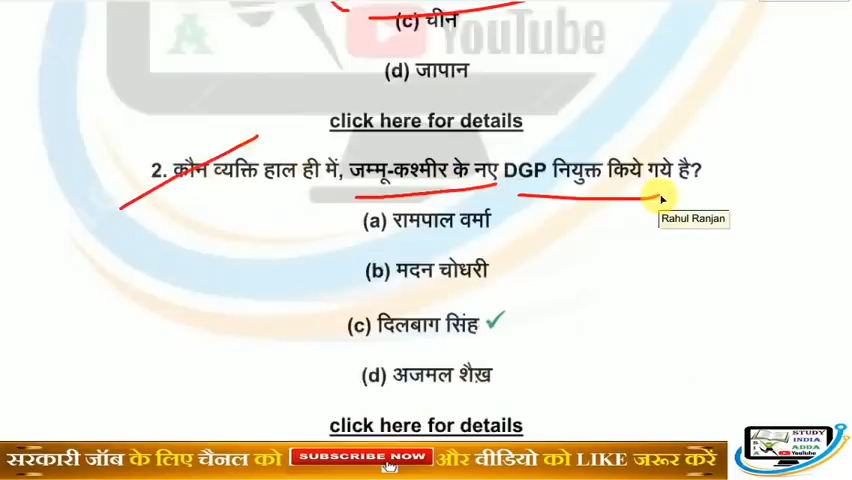 (c) चीन
YouTube
(d) जापान
click here for details
2. कौन व्यक्ति हाल ही में, जम्मू-कश्मीर के नए DGP नियुक्त किये गये है?
Rahul Ranjan
(a) रामपाल वर्मा
(b) मदन चोधरी
(c) दिलबाग सिंह ✓
(d) अजमल शैख़
click here for details
सरकारी जॉब के लिए चैनल को SUBSCRIBE NOW और वीडियो को LIKE जरूर करें
STUDY
INDIA
ADDA
YouTube